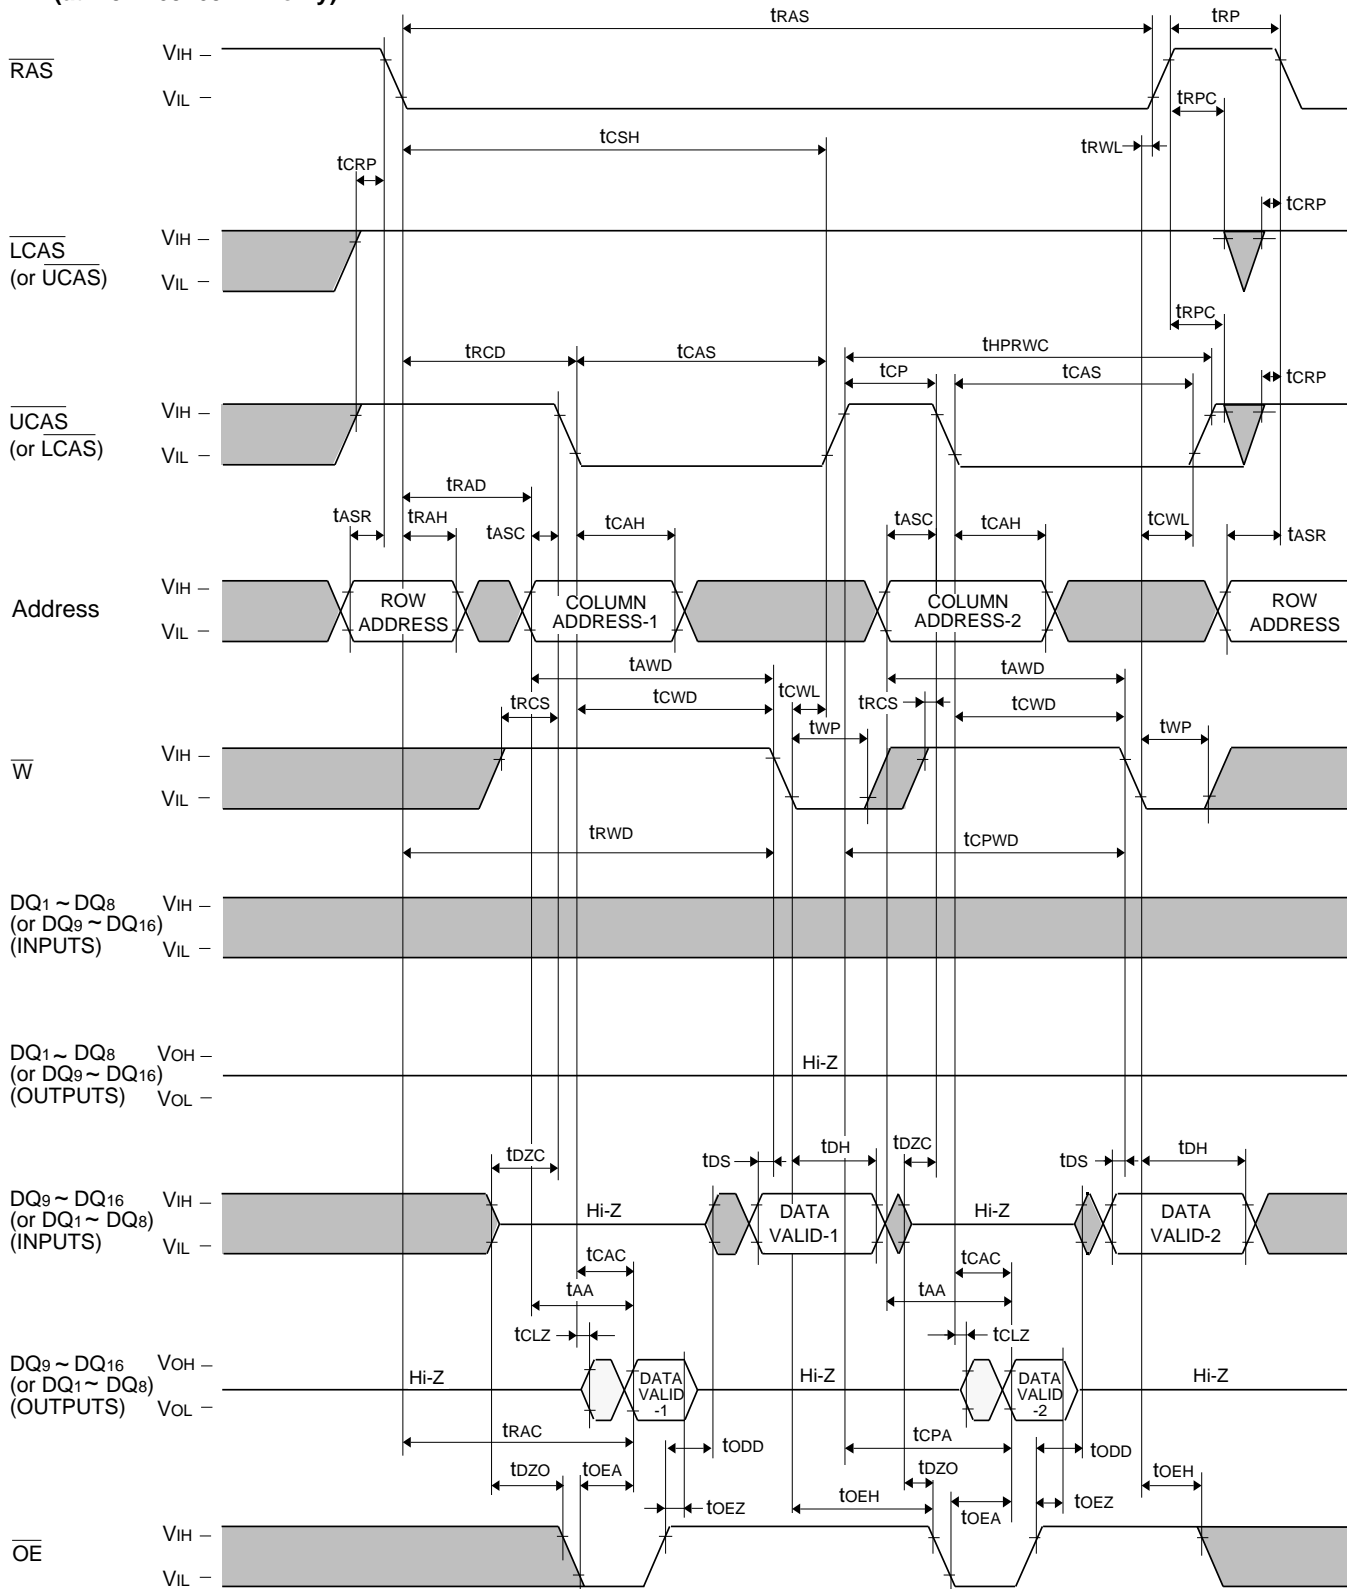 tRAS
tRP
RAS
VIH
VIL
tRPC
tCSH
tRWL
tCRP
tCRP
LCAS
(or UCAS)
VIH
VIL
tRPC
tRCD
tCAS
tHPRWC
tCP
tCAS
tCRP
UCAS
(or LCAS)
VIH
VIL
tRAD
tASR
tRAH
tASC
tCAH
tASC
tCAH
tCWL
tASR
Address
VIH
VIL
ROW
ADDRESS
COLUMN
ADDRESS-1
COLUMN
ADDRESS-2
ROW
ADDRESS
tAWD
tAWD
tRCS
tCWD
tCWL
tRCS
tCWD
tWP
tWP
W
VIH
VIL
tRWD
tCPWD
DQ1 ~ DQ8
(or DQ9 ~ DQ16)
(INPUTS)
VIH
VIL
DQ1 ~ DQ8
(or DQ9 ~ DQ16)
(OUTPUTS)
VOH
VOL
Hi-Z
tDZC
tDS
tDH
tDZC
tDS
tDH
DQ9 ~ DQ16
(or DQ1 ~ DQ8)
(INPUTS)
VIH
VIL
Hi-Z
DATA
VALID-1
Hi-Z
DATA
VALID-2
tCAC
tCAC
tAA
tAA
tCLZ
tCLZ
DQ9 ~ DQ16
(or DQ1 ~ DQ8)
(OUTPUTS)
VOH
VOL
Hi-Z
DATA
VALID
-1
Hi-Z
DATA
VALID
-2
Hi-Z
tRAC
tODD
tCPA
tODD
tDZO
tOEA
tDZO
tOEH
tOEZ
tOEH
tOEA
tOEZ
OE
VIH
VIL